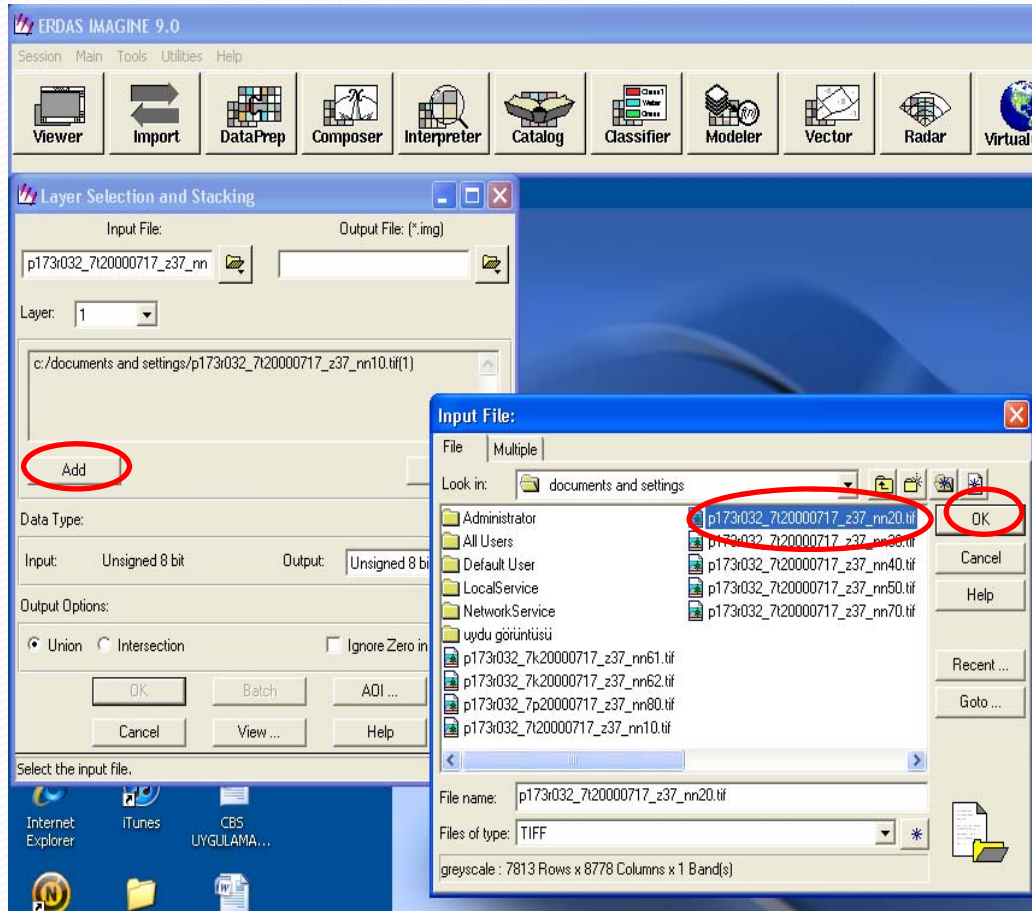 ERDAS IMAGINE 9.0
Session Main Tools Utilities Help
Viewer Import DataPrep Composer Interpreter Catalog Classifier Modeler Vector Radar Virtual
Layer Selection and Stacking
Input File: Output File: (*.img)
p173r032_7t20000717_z37_nn
Layer: 1
c:/documents and settings/p173r032_7t20000717_z37_nn10.tif(1)
Add
Data Type:
Input: Unsigned 8 bit Output: Unsigned 8 bi
Output Options:
Union Intersection Ignore Zero in
OK Batch AOI ...
Cancel View ... Help
Select the input file.
Internet Explorer
iTunes
CBS UYGULAMA...
Input File:
File Multiple
Look in: documents and settings
Administrator
All Users
Default User
LocalService
NetworkService
uydu görüntüsü
p173r032_7k20000717_z37_nn61.tif
p173r032_7k20000717_z37_nn62.tif
p173r032_7p20000717_z37_nn80.tif
p173r032_7t20000717_z37_nn10.tif
p173r032_7t20000717_z37_nn20.tif
p173r032_7t20000717_z37_nn30.tif
p173r032_7t20000717_z37_nn40.tif
p173r032_7t20000717_z37_nn50.tif
p173r032_7t20000717_z37_nn70.tif
OK
Cancel
Help
Recent ...
Goto ...
File name: p173r032_7t20000717_z37_nn20.tif
Files of type: TIFF
greyscale : 7813 Rows x 8778 Columns x 1 Band(s)